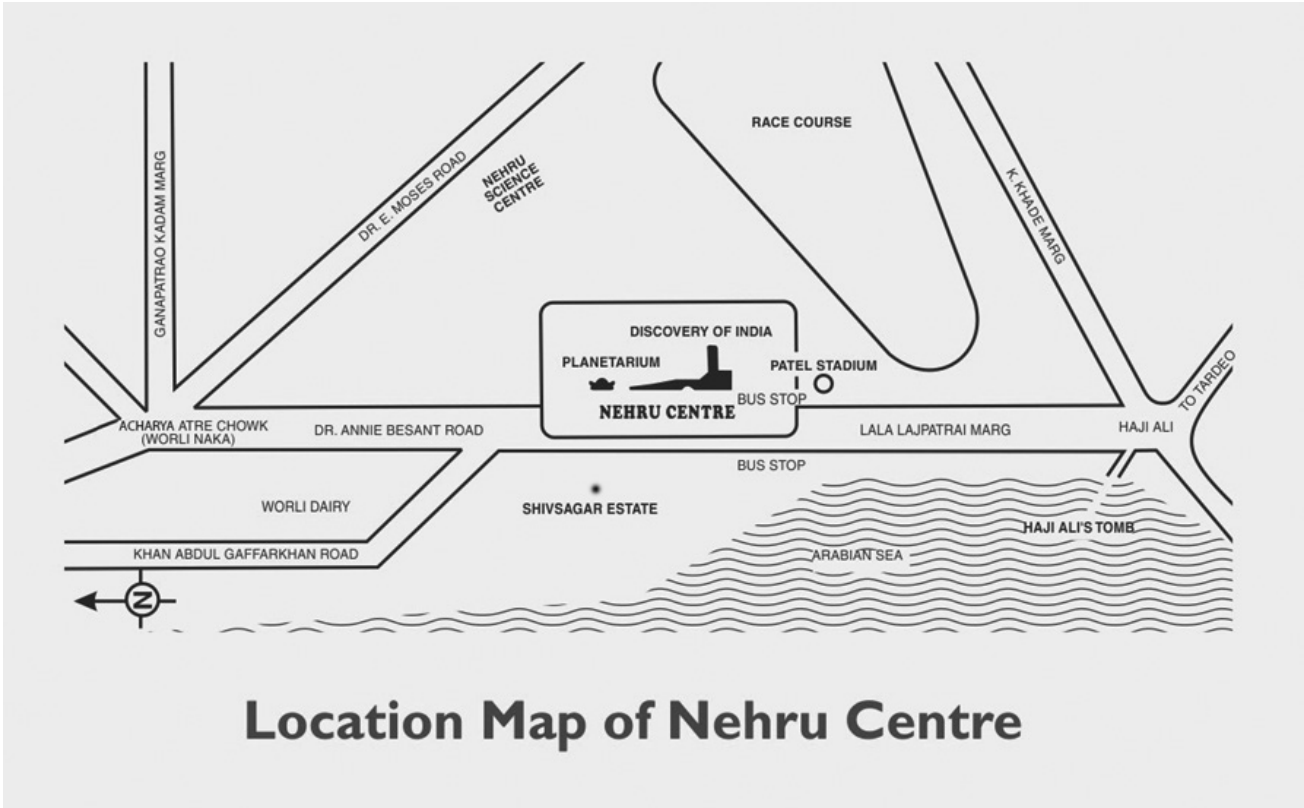 RACE COURSE
GANAPATRAO KADAM MARG
DR. E. MOSES ROAD
NEHRU
SCIENCE
CENTRE
K. KHADE MARG
DISCOVERY OF INDIA
PLANETARIUM
PATEL STADIUM
TO TARDEO
BUS STOP
NEHRU CENTRE
ACHARYA ATRE CHOWK
(WORLI NAKA)
DR. ANNIE BESANT ROAD
LALA LAJPATRAI MARG
HAJI ALI
BUS STOP
WORLI DAIRY
SHIVSAGAR ESTATE
HAJI ALI'S TOMB
KHAN ABDUL GAFFARKHAN ROAD
ARABIAN SEA
N
Location Map of Nehru Centre